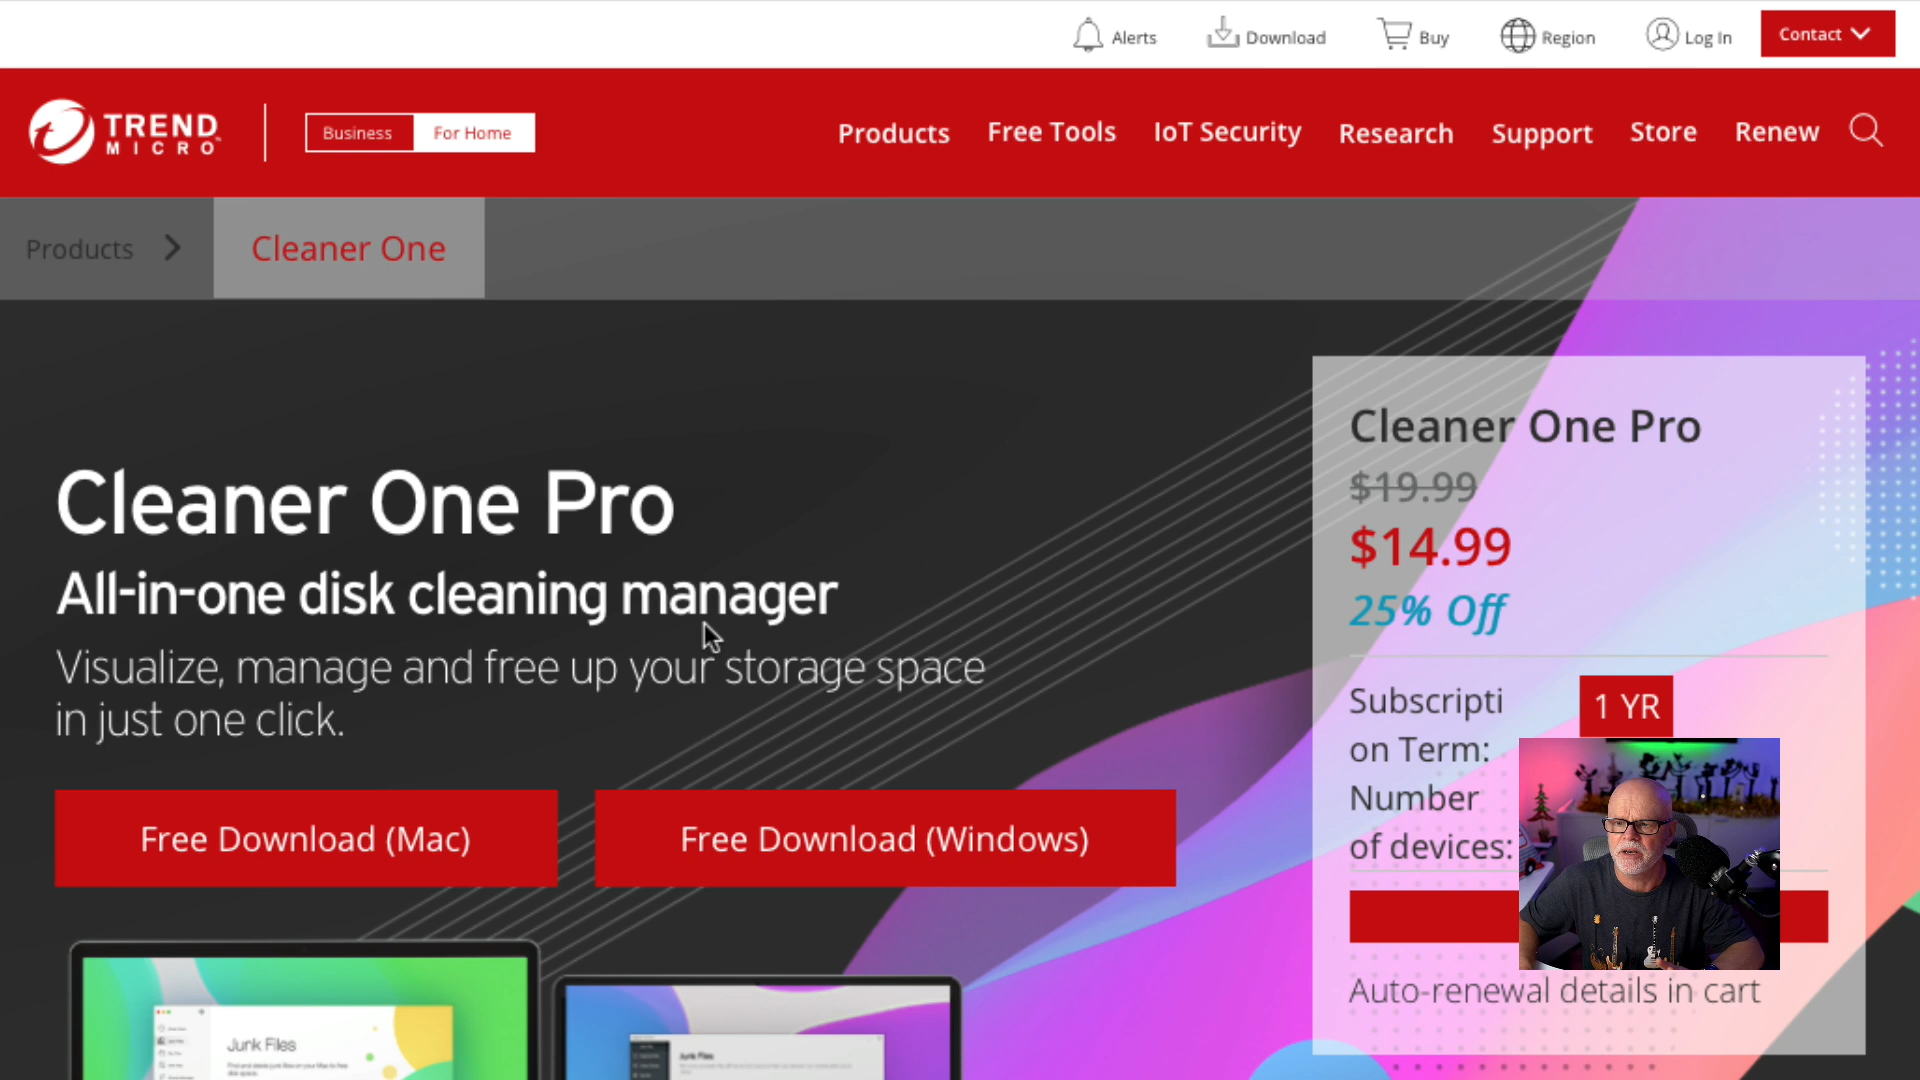 Alerts
Download
Buy
Region
Log In
Contact
TREND
MICRO
Business
For Home
Products
Free Tools
IoT Security
Research
Support
Store
Renew
Products
Cleaner One
Cleaner One Pro
All-in-one disk cleaning manager
Visualize, manage and free up your storage space
in just one click.
Free Download (Mac)
Free Download (Windows)
Cleaner One Pro
$19.99
$14.99
25% Off
Subscripti
on Term:
1 YR
Number
of devices:
Auto-renewal details in cart
Junk Files
Junk Files